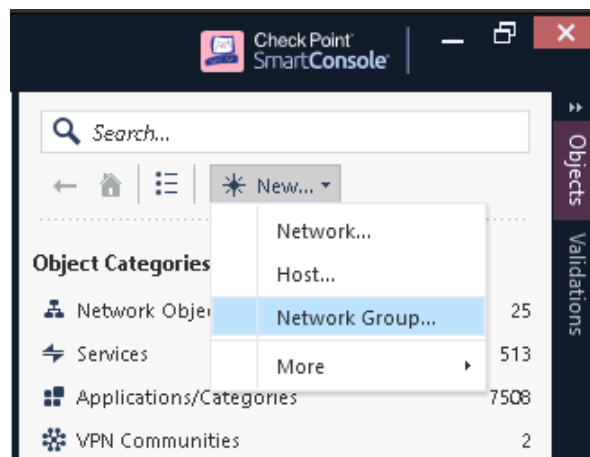 Check Point
SmartConsole
Search...
New...
Network...
Host...
Network Group...
More
Object Categories
Network Obje
25
Services
513
Applications/Categories
7508
VPN Communities
2
Objects
Validations